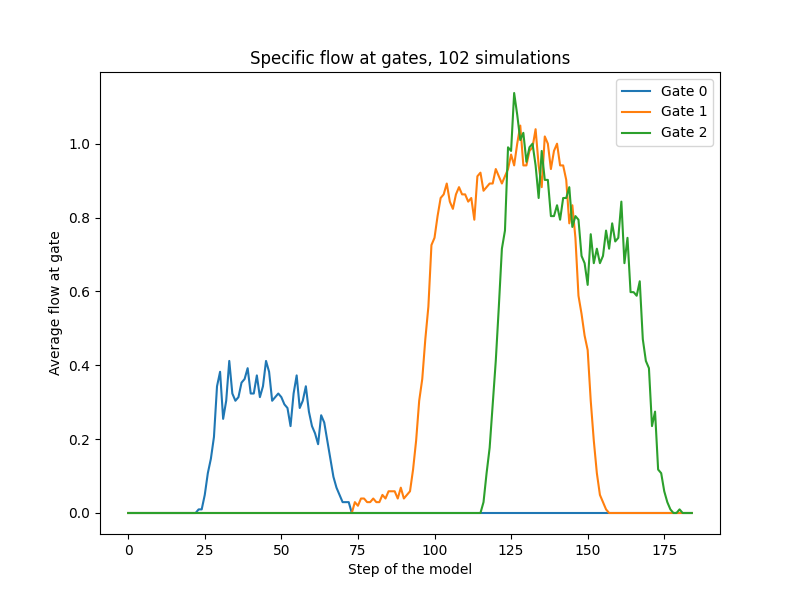 Specific flow at gates, 102 simulations
Gate 0
Gate 1
Gate 2
Average flow at gate
1.0
0.8
0.6
0.4
0.2
0.0
0 25 50 75 100 125 150 175
Step of the model